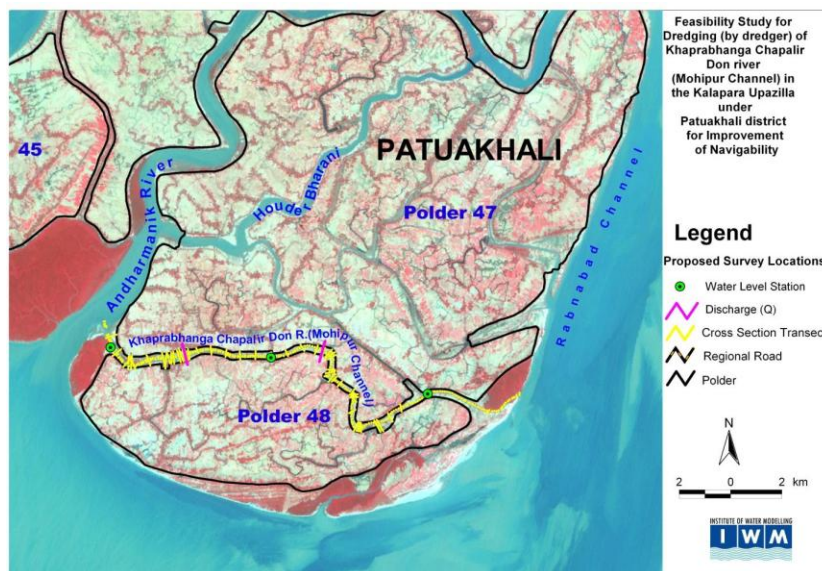 Feasibility Study for
Dredging (by dredger) of
Khaprabhanga Chapalir
Don river
(Mohipur Channel) in
the Kalapara Upazilla
under
Patuakhali district
for Improvement
of Navigability
45
PATUAKHALI
Andharmanik River
Houder Bharani
Polder 47
Rabnabad Channel
Khaprabhanga Chapalir Don R.(Mohipur Channel)
Polder 48
Legend
Proposed Survey Locations
Water Level Station
Discharge (Q)
Cross Section Transec
Regional Road
Polder
N
2 0 2 km
INSTITUTE OF WATER MODELLING
IWM